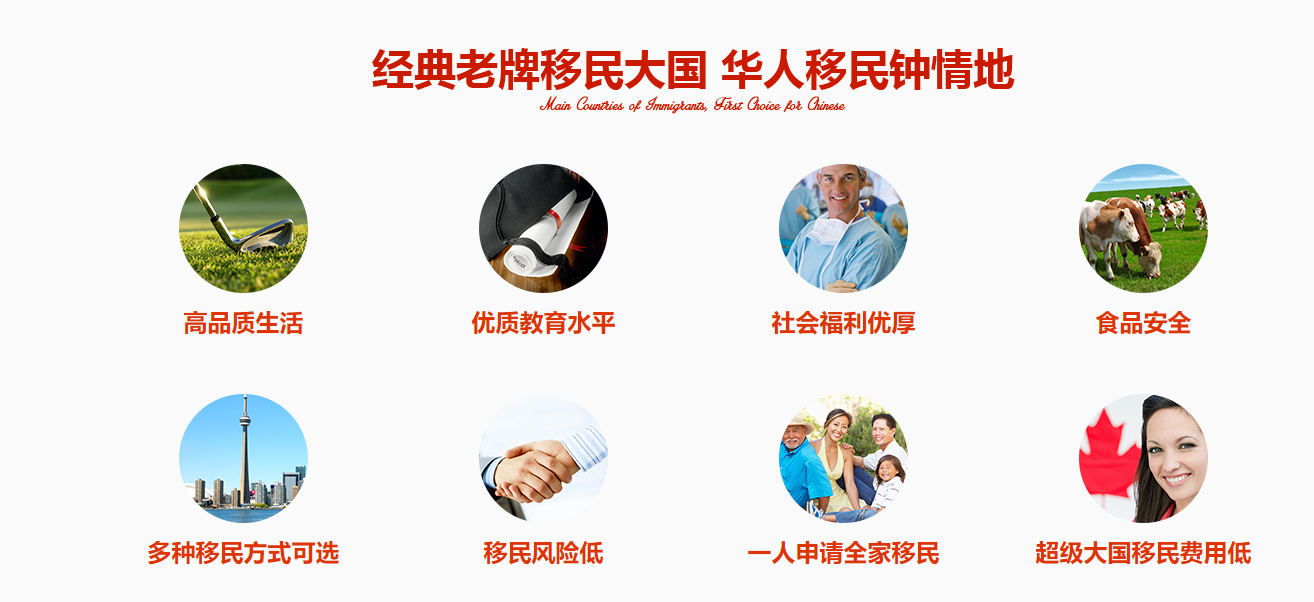 经典老牌移民大国 华人移民钟情地
Main Countries of Immigrants, First Choice for Chinese
高品质生活
优质教育水平
社会福利优厚
食品安全
多种移民方式可选
移民风险低
一人申请全家移民
超级大国移民费用低